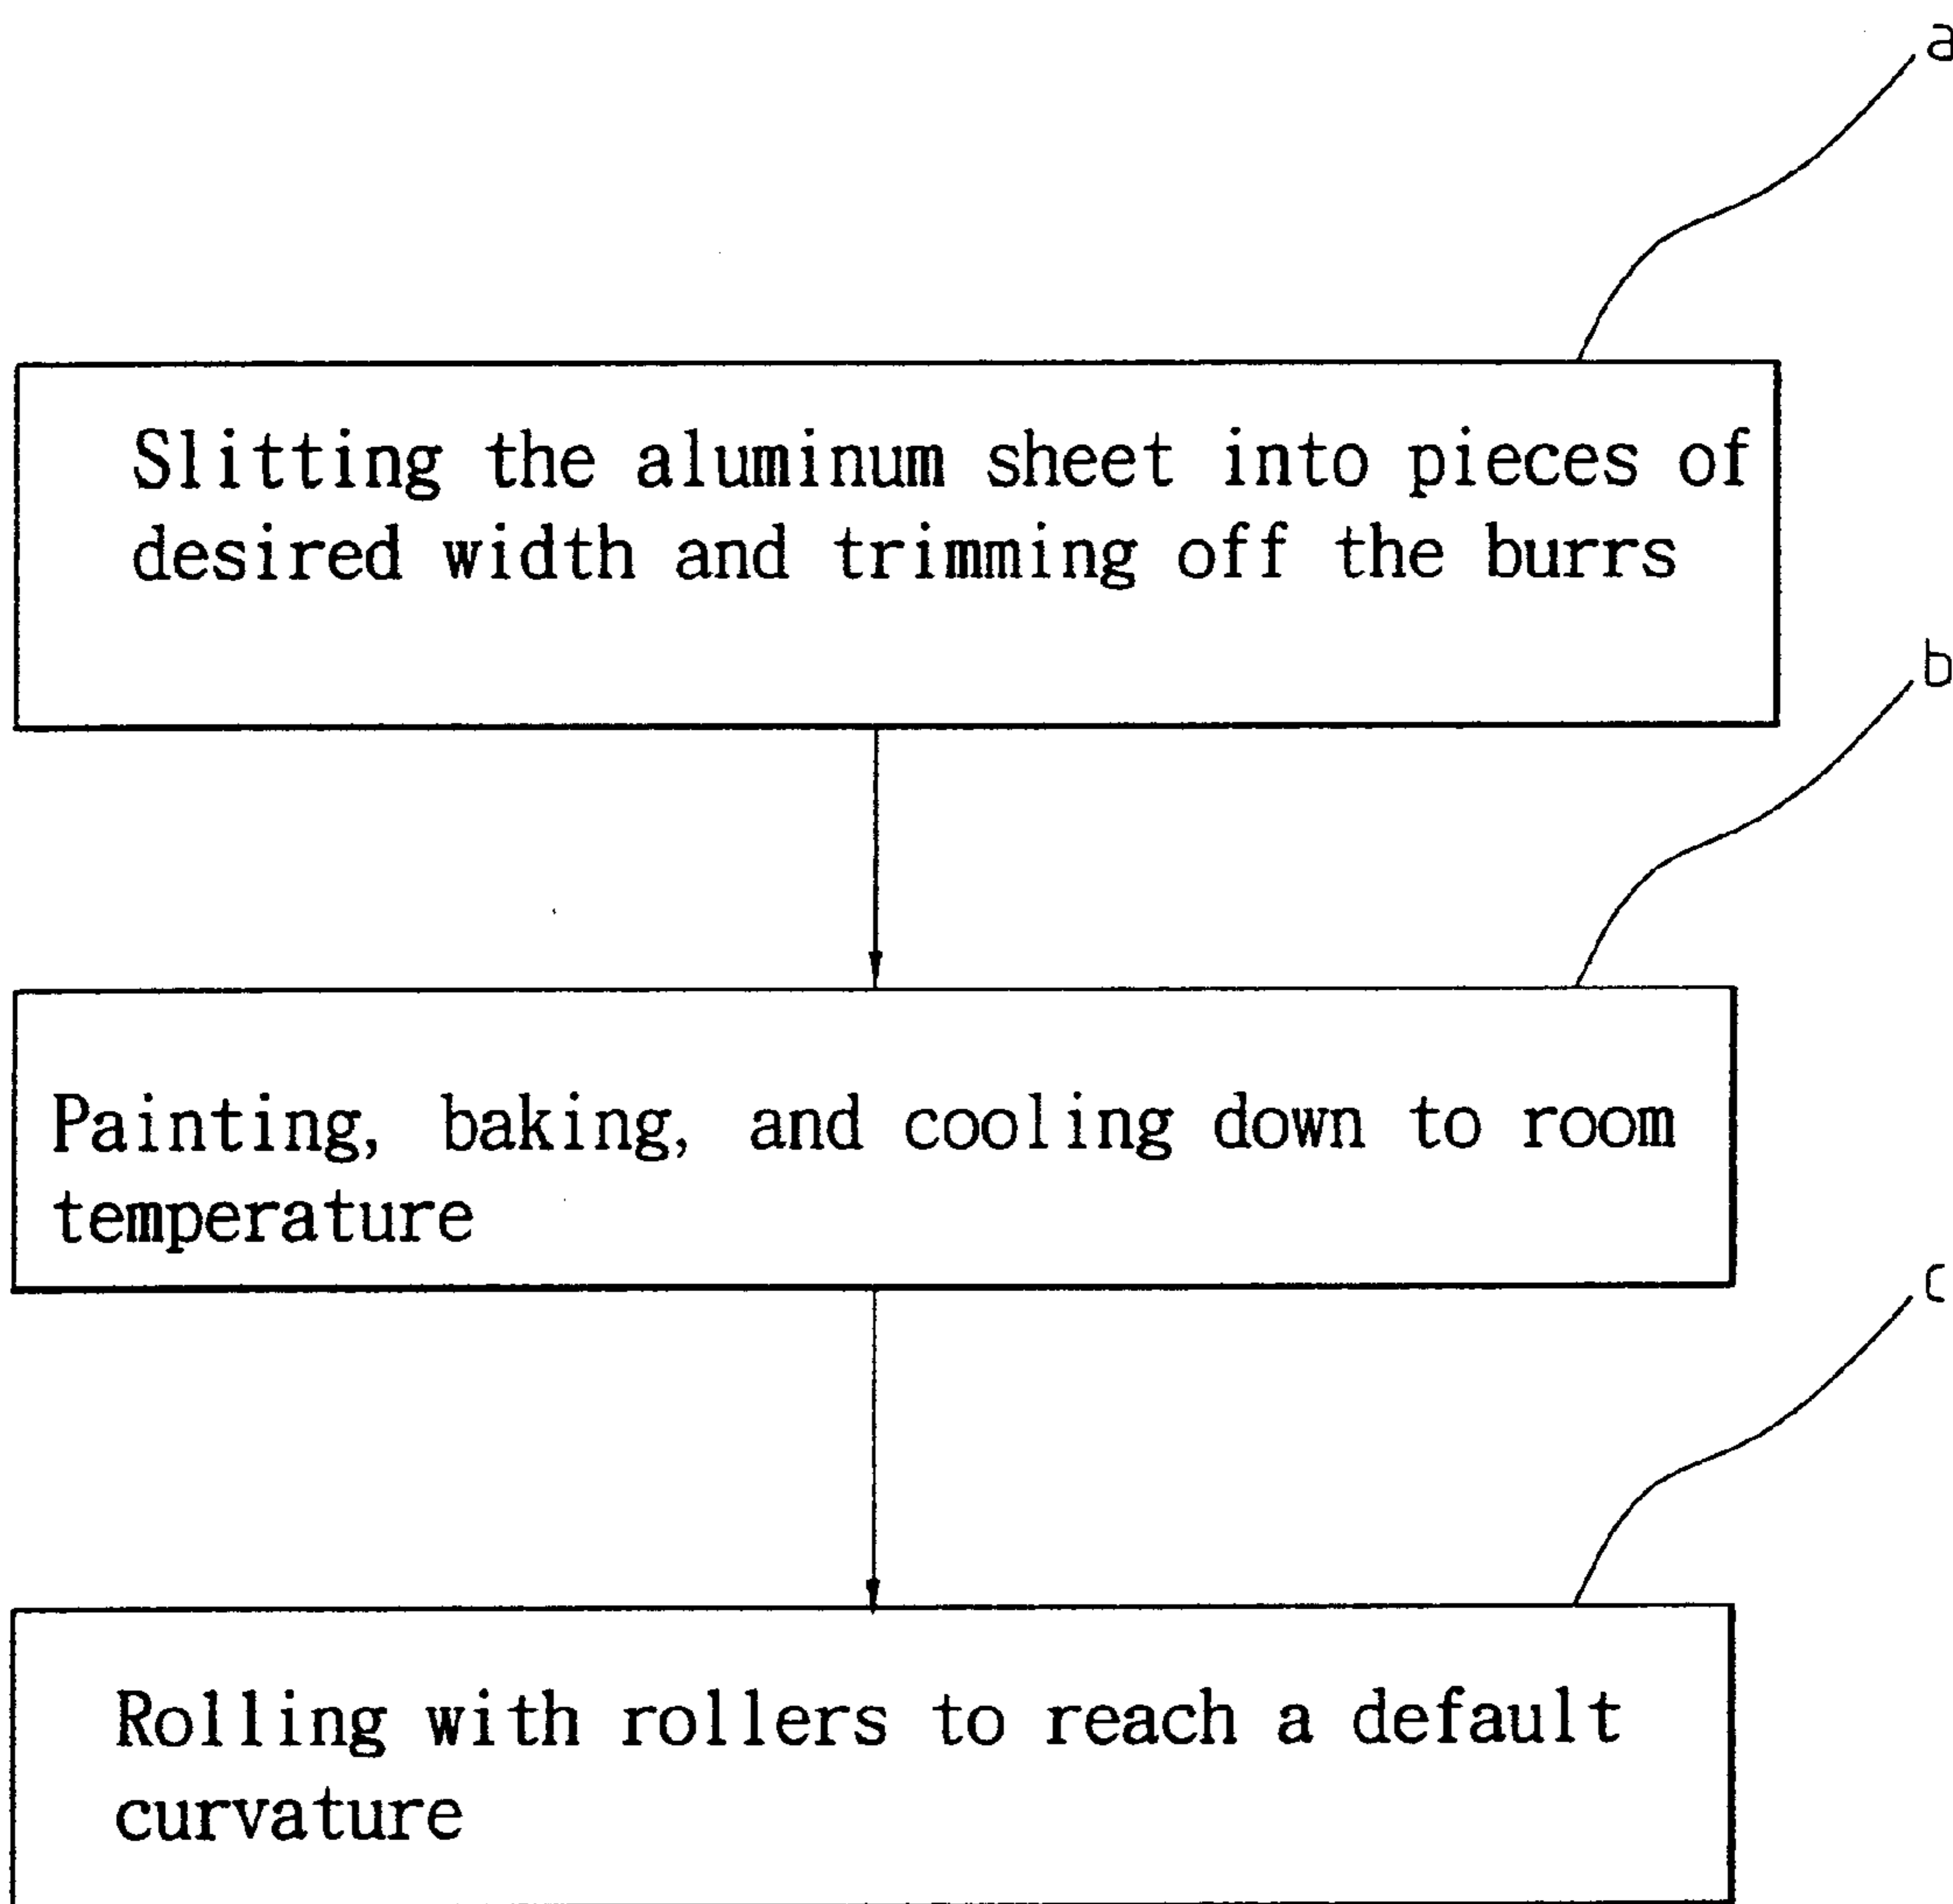 a
Slitting the aluminum sheet into pieces of
desired width and trimming off the burrs
b
Painting, baking, and cooling down to room
temperature
c
Rolling with rollers to reach a default
curvature